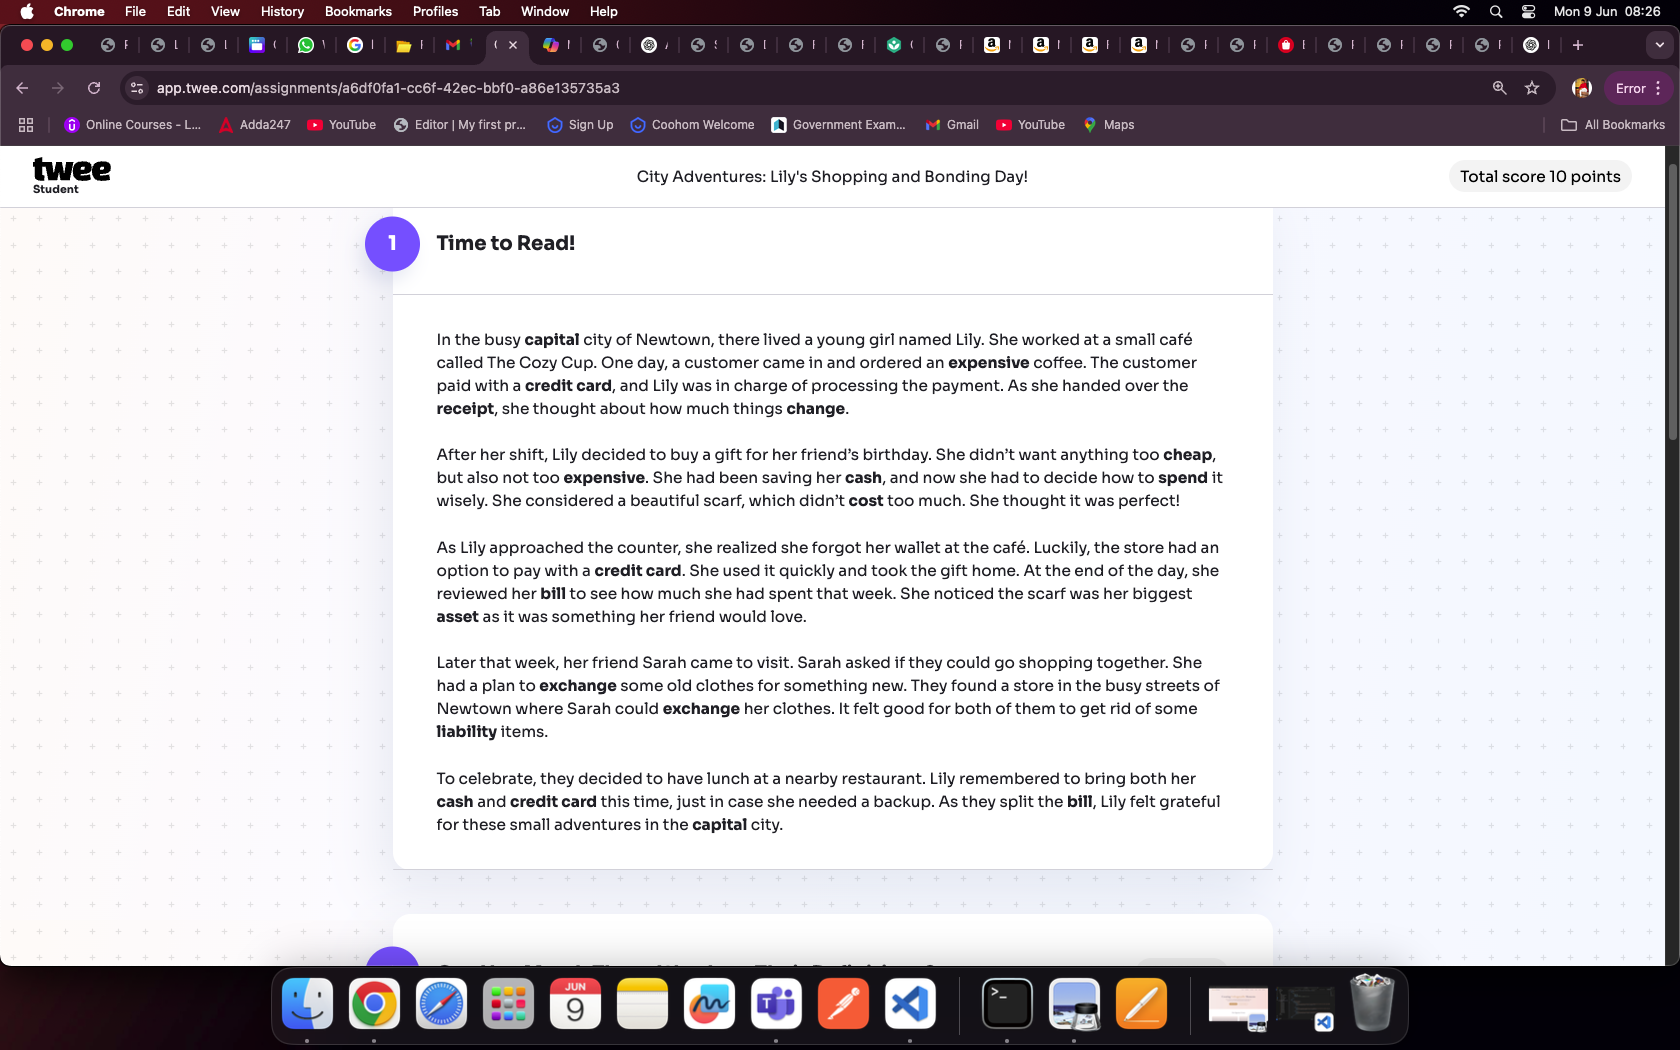 Chrome File Edit View History Bookmarks Profiles Tab Window Help Mon 9 Jun 08:26
app.twee.com/assignments/a6df0fa1-cc6f-42ec-bbf0-a86e135735a3 Error
Online Courses - L... Adda247 YouTube Editor | My first pr... Sign Up Coohom Welcome Government Exam... Gmail YouTube Maps All Bookmarks
twee
Student
City Adventures: Lily's Shopping and Bonding Day!
Total score 10 points
1 Time to Read!
In the busy capital city of Newtown, there lived a young girl named Lily. She worked at a small café
called The Cozy Cup. One day, a customer came in and ordered an expensive coffee. The customer
paid with a credit card, and Lily was in charge of processing the payment. As she handed over the
receipt, she thought about how much things change.
After her shift, Lily decided to buy a gift for her friend’s birthday. She didn’t want anything too cheap,
but also not too expensive. She had been saving her cash, and now she had to decide how to spend it
wisely. She considered a beautiful scarf, which didn’t cost too much. She thought it was perfect!
As Lily approached the counter, she realized she forgot her wallet at the café. Luckily, the store had an
option to pay with a credit card. She used it quickly and took the gift home. At the end of the day, she
reviewed her bill to see how much she had spent that week. She noticed the scarf was her biggest
asset as it was something her friend would love.
Later that week, her friend Sarah came to visit. Sarah asked if they could go shopping together. She
had a plan to exchange some old clothes for something new. They found a store in the busy streets of
Newtown where Sarah could exchange her clothes. It felt good for both of them to get rid of some
liability items.
To celebrate, they decided to have lunch at a nearby restaurant. Lily remembered to bring both her
cash and credit card this time, just in case she needed a backup. As they split the bill, Lily felt grateful
for these small adventures in the capital city.
JUN
9